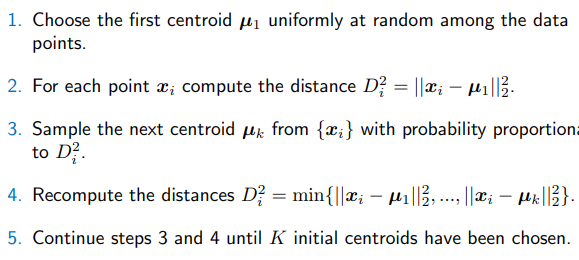 1. Choose the first centroid μ₁ uniformly at random among the data
points.
2. For each point xᵢ compute the distance Dᵢ² = ||xᵢ − μ₁||₂².
3. Sample the next centroid μₖ from {xᵢ} with probability proportiona
to Dᵢ².
4. Recompute the distances Dᵢ² = min{||xᵢ − μ₁||₂², ..., ||xᵢ − μₖ||₂²}.
5. Continue steps 3 and 4 until K initial centroids have been chosen.